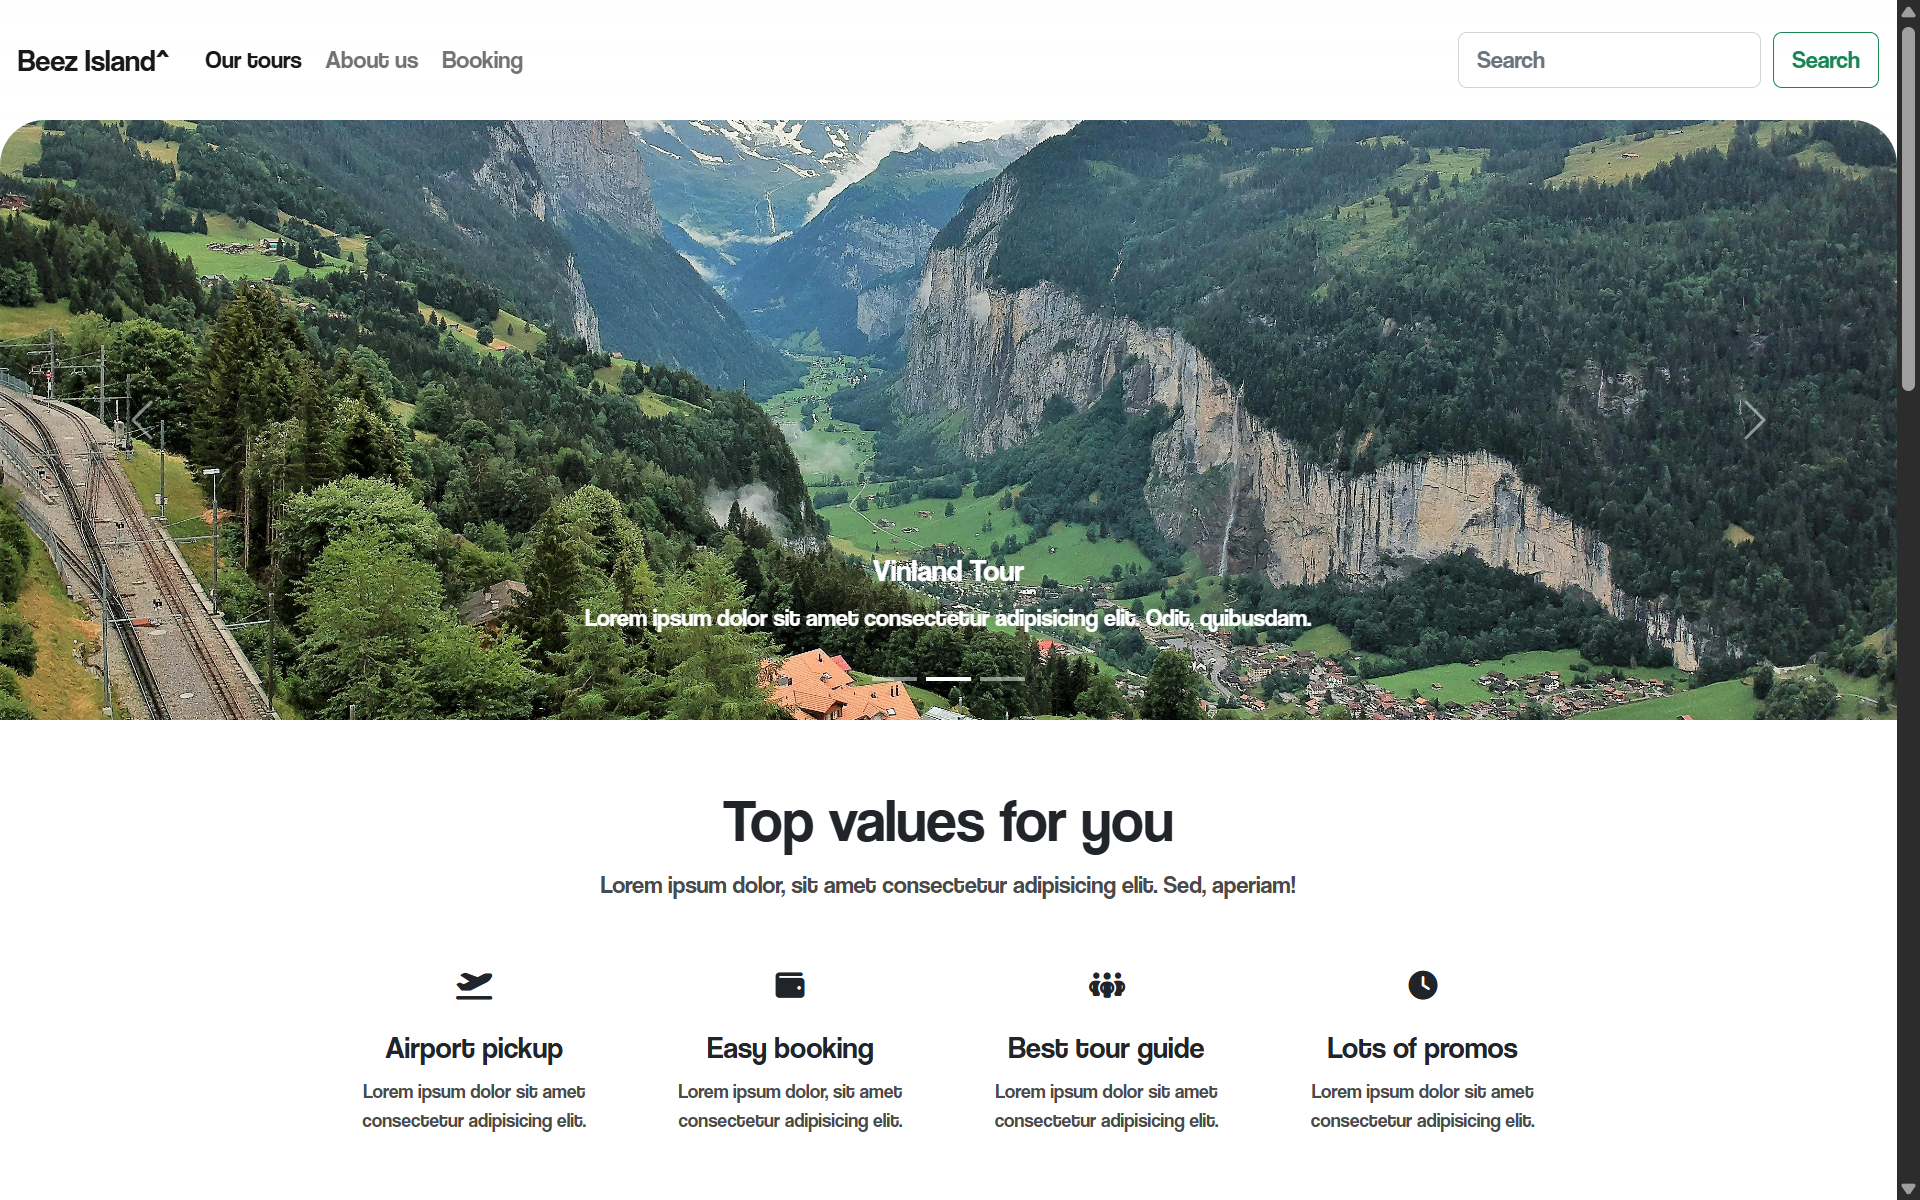 Beez Island^
Our tours
About us
Booking
Search
Search
Vinland Tour
Lorem ipsum dolor sit amet consectetur adipisicing elit. Odit, quibusdam.
Top values for you
Lorem ipsum dolor, sit amet consectetur adipisicing elit. Sed, aperiam!
Airport pickup
Lorem ipsum dolor sit amet
consectetur adipisicing elit.
Easy booking
Lorem ipsum dolor, sit amet
consectetur adipisicing elit.
Best tour guide
Lorem ipsum dolor sit amet
consectetur adipisicing elit.
Lots of promos
Lorem ipsum dolor sit amet
consectetur adipisicing elit.